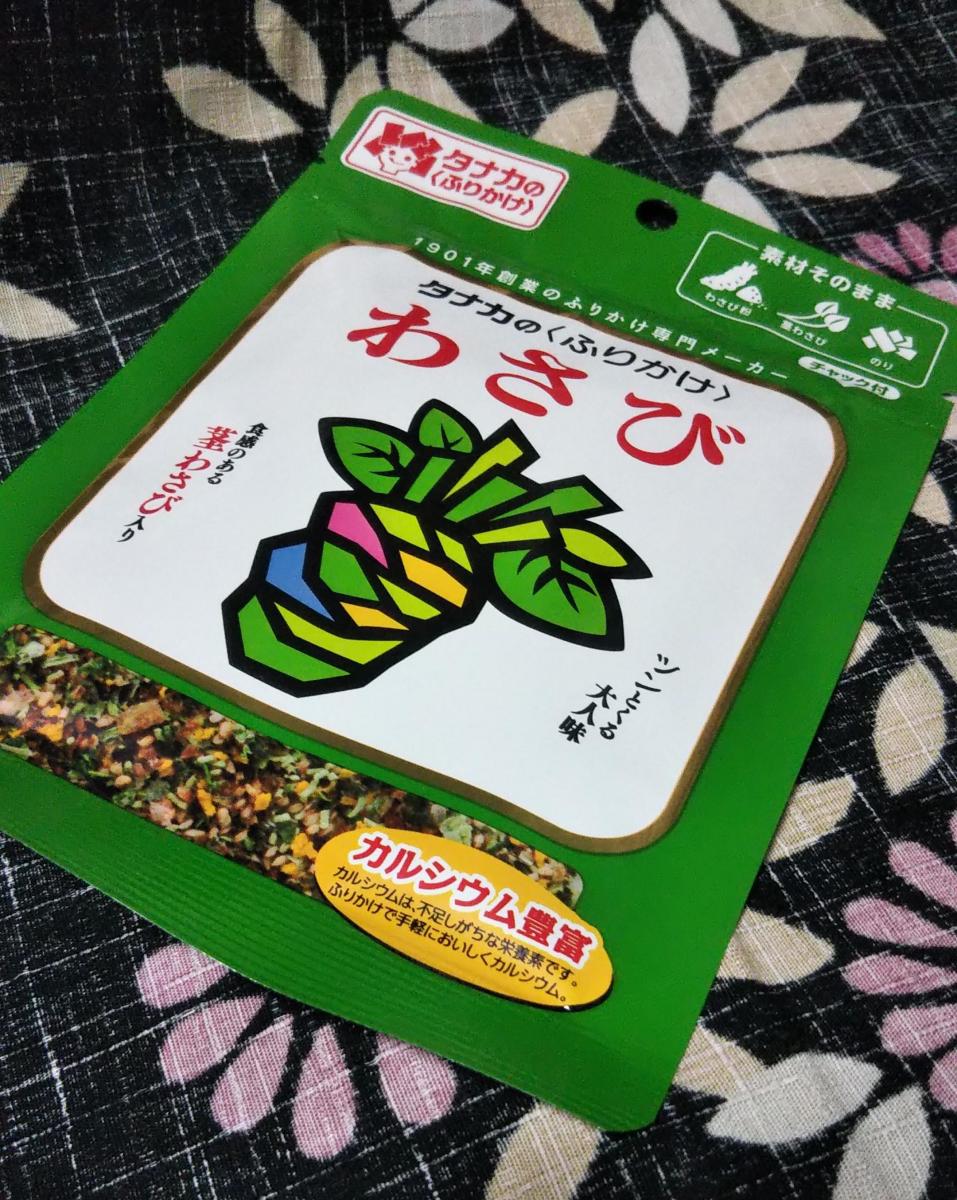 タナカの
〈ふりかけ〉
1901年創業のふりかけ専門メーカー
素材そのまま
わさび粉
茎わさび
のり
チャック付
タナカの〈ふりかけ〉
わさび
食感のある
茎わさび入り
ツンとくる
大人味
カルシウム豊富
カルシウムは、不足しがちな栄養素です。
ふりかけで手軽においしくカルシウム。